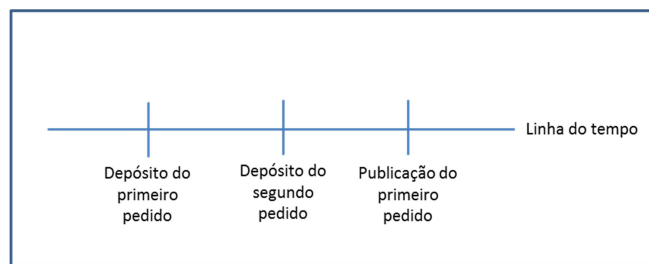 Linha do tempo
Depósito do
primeiro
pedido
Depósito do
segundo
pedido
Publicação do
primeiro
pedido